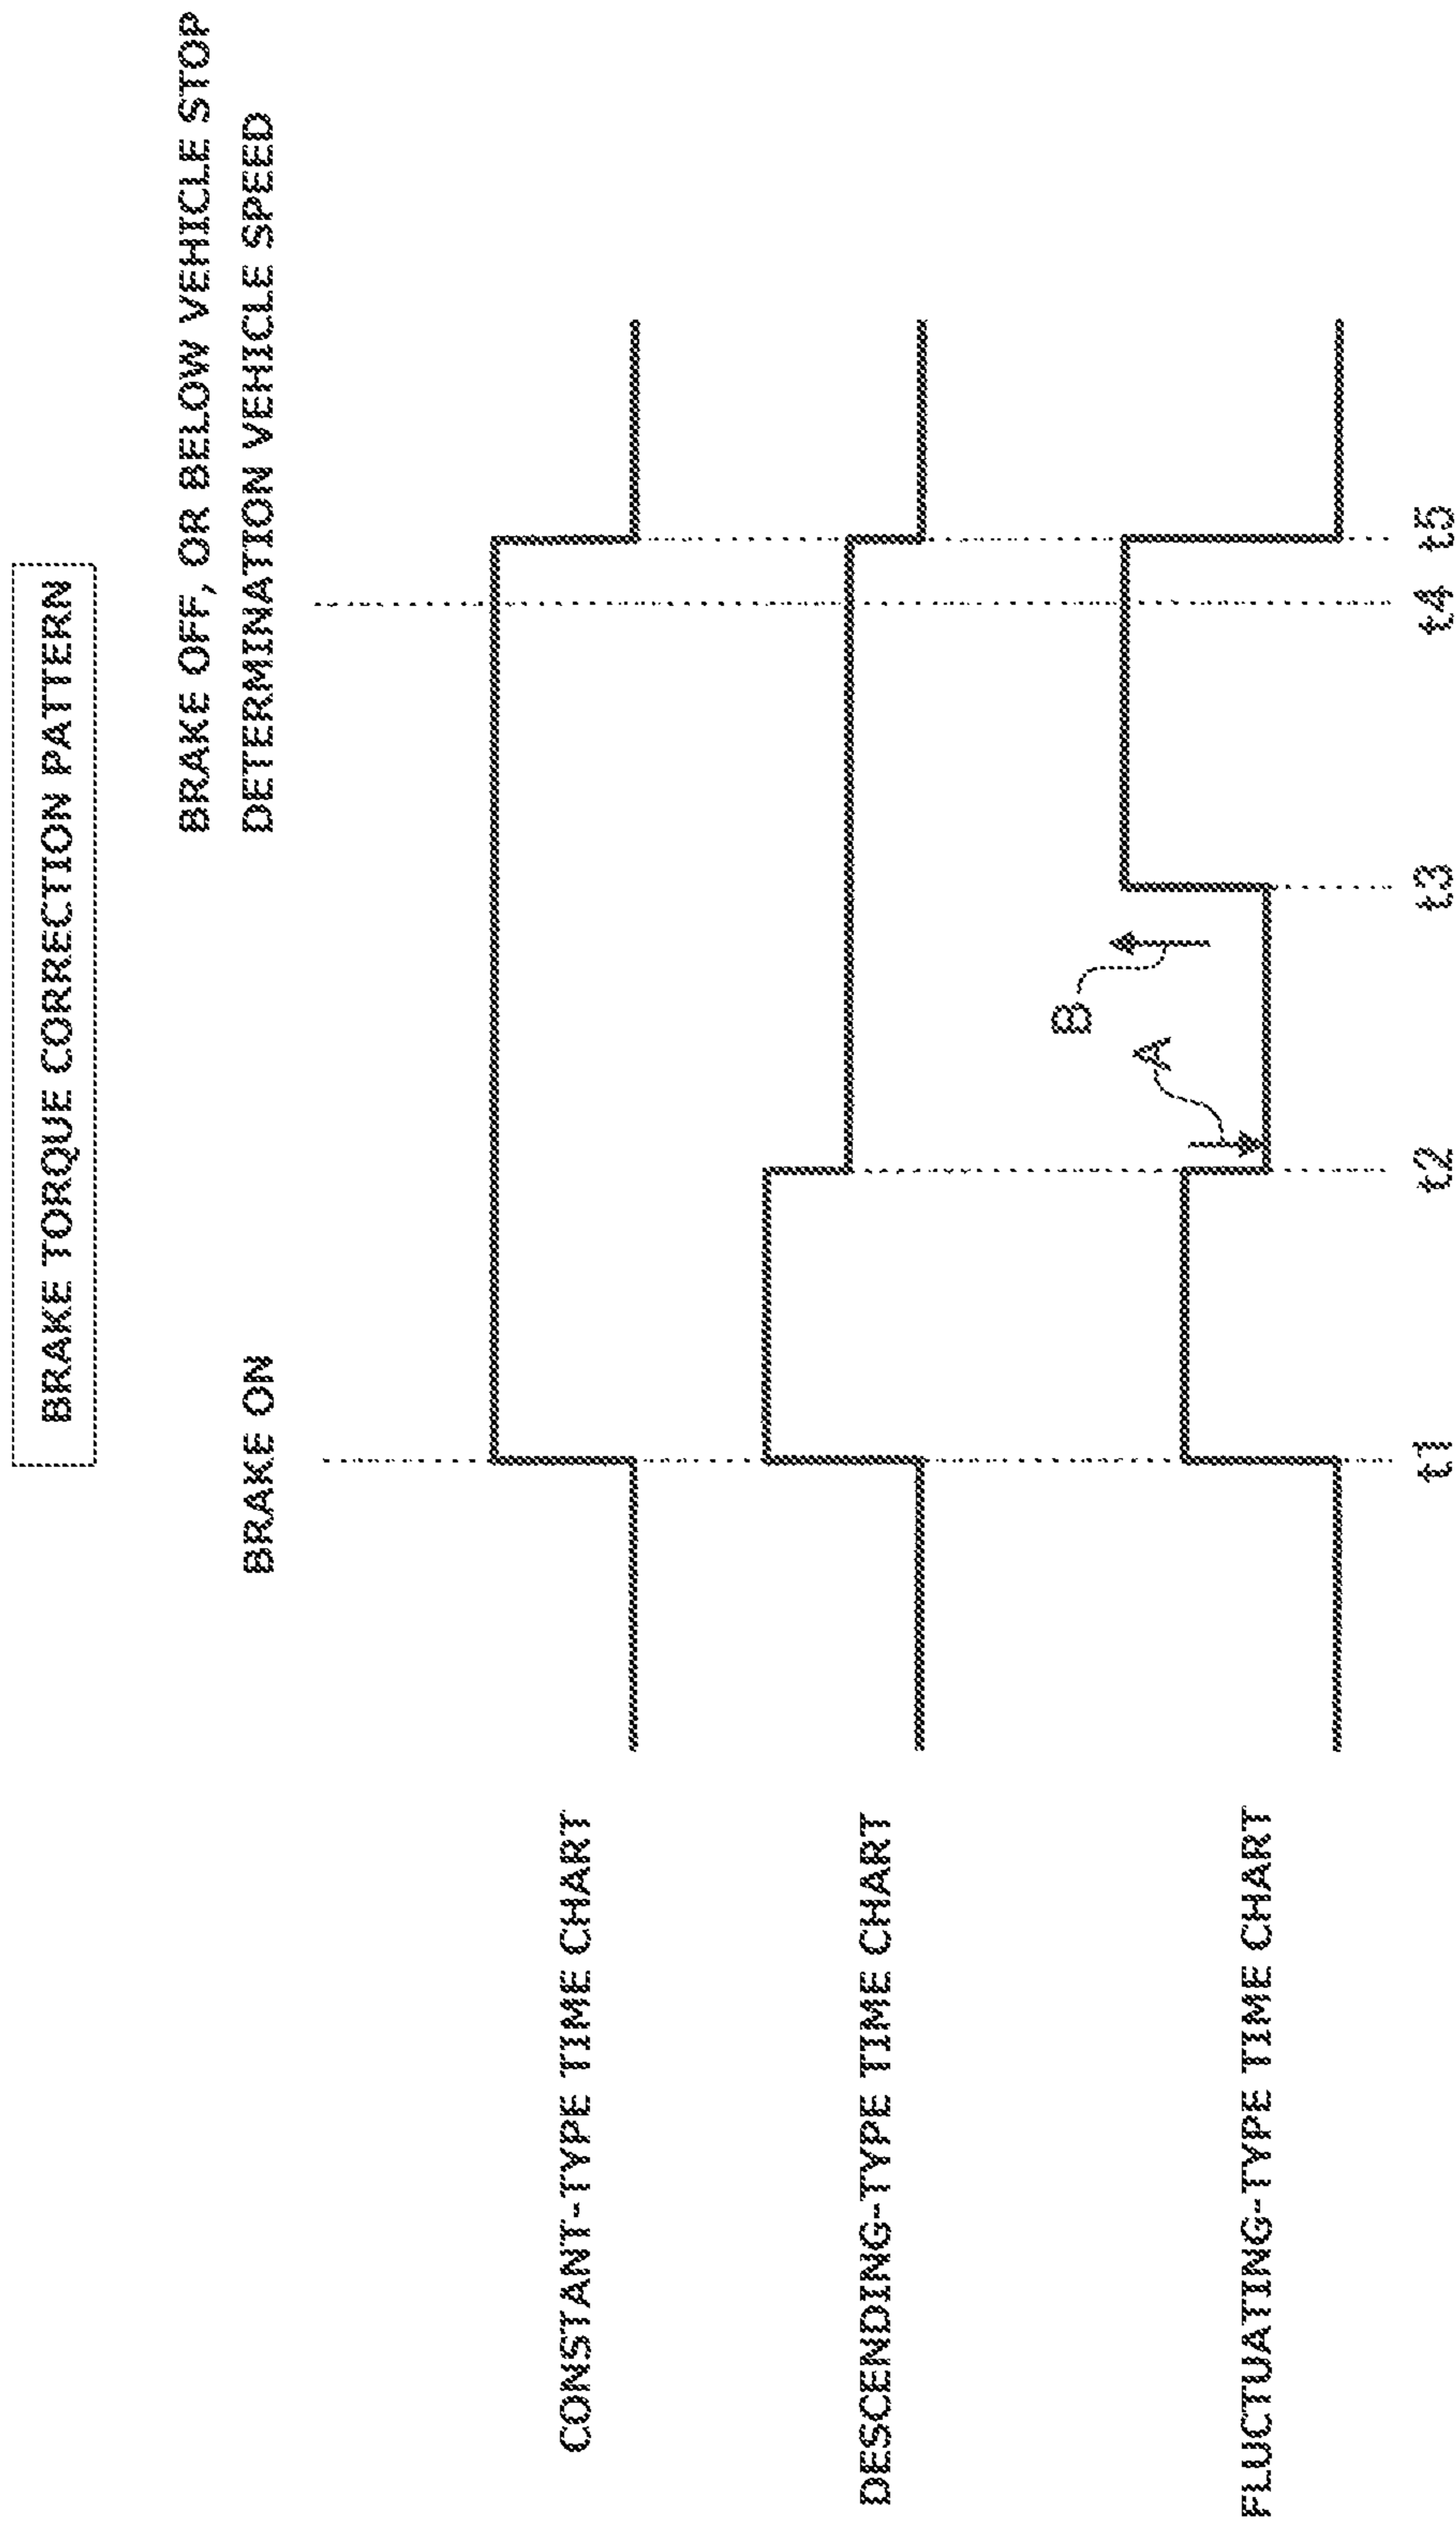 BRAKE TORQUE CORRECTION PATTERN
BRAKE ON
BRAKE OFF, OR BELOW VEHICLE STOP
DETERMINATION VEHICLE SPEED
CONSTANT-TYPE TIME CHART
DESCENDING-TYPE TIME CHART
FLUCTUATING-TYPE TIME CHART
A
B
t1
t2
t3
t4
t5